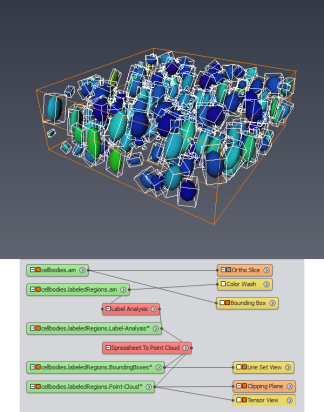 cellbodies.am
Ortho Slice
Color Wash
cellbodies.labeledRegions.am
Bounding Box
Label Analysis
cellbodies.labeledRegions.Label-Analysis*
Spreadsheet To Point Cloud
cellbodies.labeledRegions.BoundingBoxes*
Line Set View
cellbodies.labeledRegions.Point-Cloud*
Clipping Plane
Tensor View